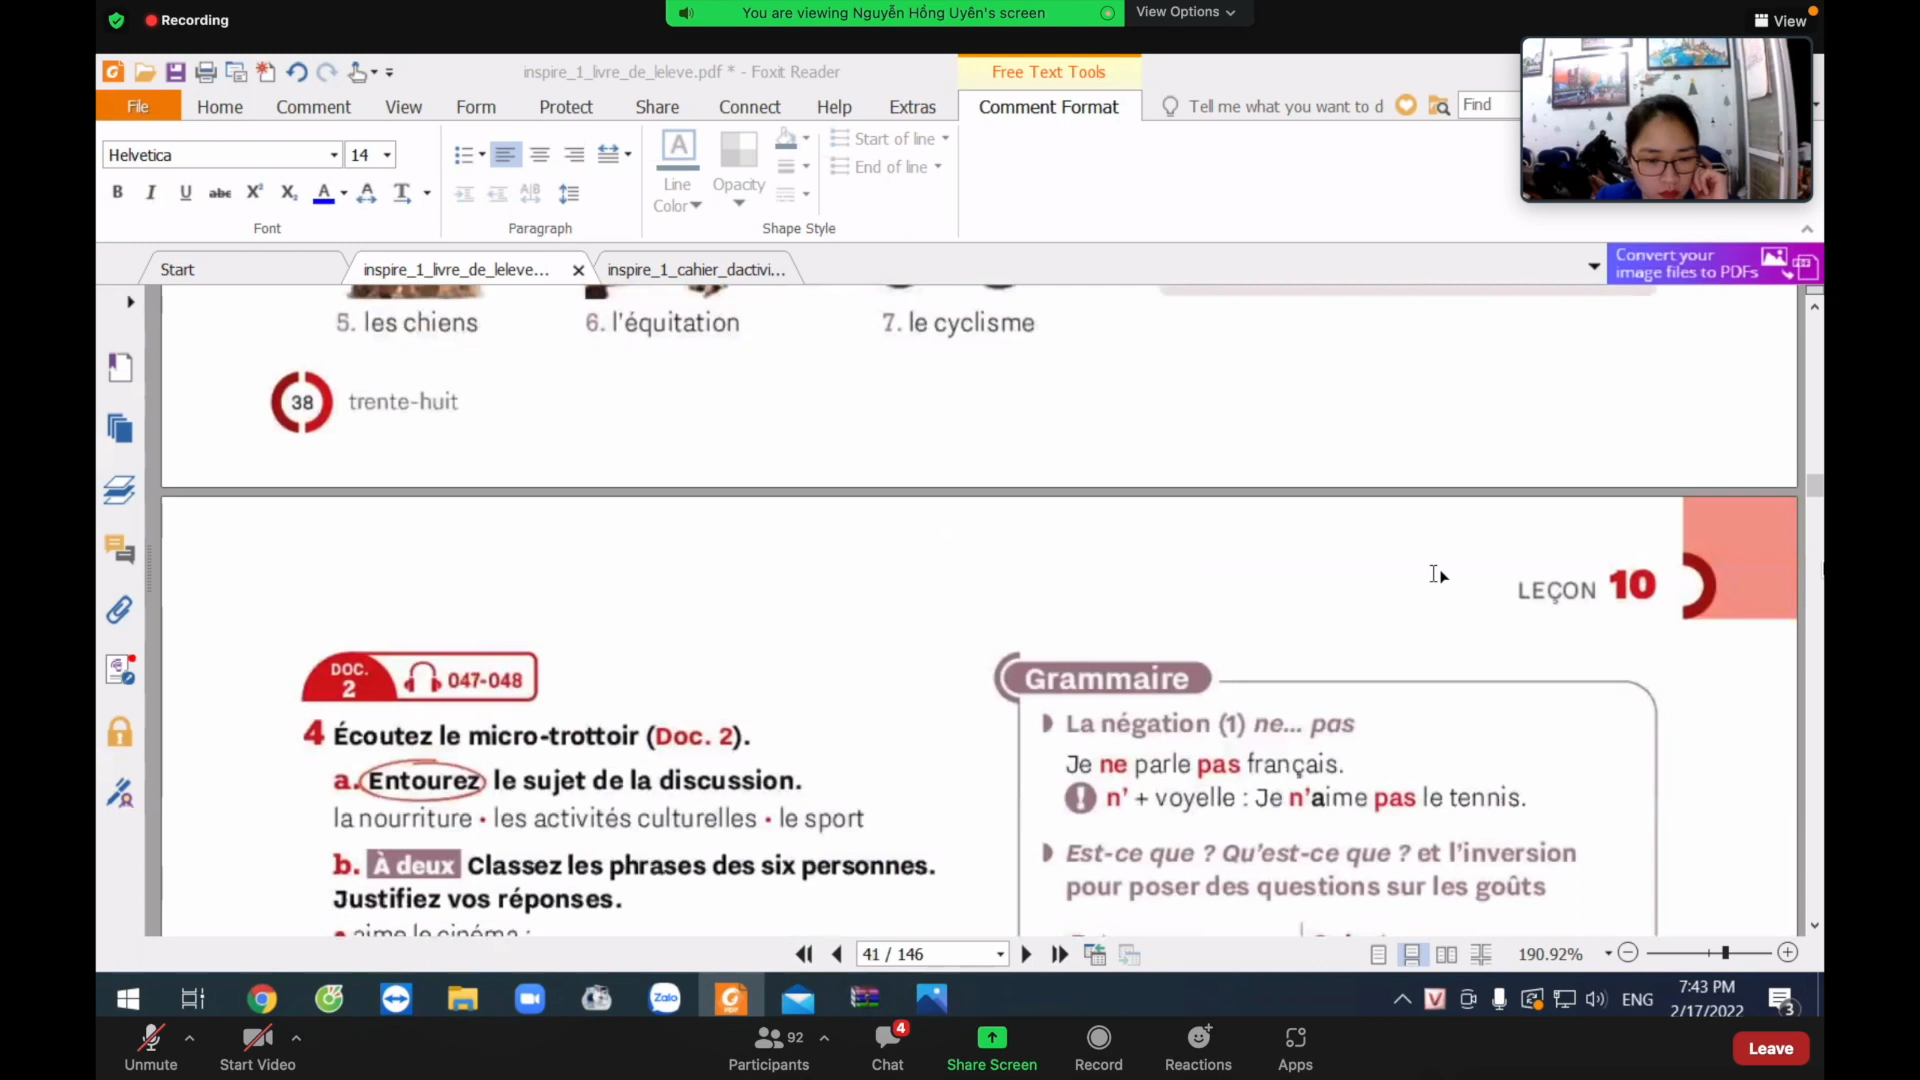 Recording
You are viewing Nguyễn Hồng Uyên's screen
View Options
View
inspire_1_livre_de_leleve.pdf * - Foxit Reader
Free Text Tools
File
Home
Comment
View
Form
Protect
Share
Connect
Help
Extras
Comment Format
Tell me what you want to d
Find
Helvetica
14
Line
Color
Opacity
Start of line
End of line
Font
Paragraph
Shape Style
Start
inspire_1_livre_de_leleve...
inspire_1_cahier_dactivi...
Convert your
image files to PDFs
5. les chiens
6. l'équitation
7. le cyclisme
38
trente-huit
LEÇON 10
DOC.
2
047-048
4 Écoutez le micro-trottoir (Doc. 2).
a. Entourez le sujet de la discussion.
la nourriture • les activités culturelles • le sport
b. À deux Classez les phrases des six personnes.
Justifiez vos réponses.
• aime le cinéma :
Grammaire
La négation (1) ne... pas
Je ne parle pas français.
! n' + voyelle : Je n'aime pas le tennis.
Est-ce que ? Qu'est-ce que ? et l'inversion
pour poser des questions sur les goûts
41 / 146
190.92%
Zalo
ENG
7:43 PM
2/17/2022
3
Unmute
Start Video
Participants
92
Chat
4
Share Screen
Record
Reactions
Apps
Leave